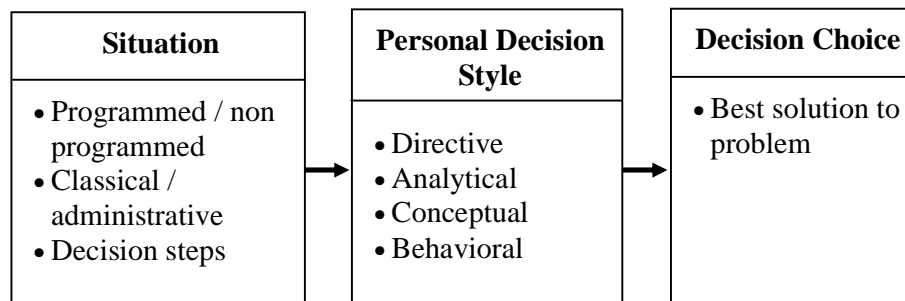 Situation
• Programmed / non
programmed
• Classical /
administrative
• Decision steps
Personal Decision
Style
• Directive
• Analytical
• Conceptual
• Behavioral
Decision Choice
• Best solution to
problem